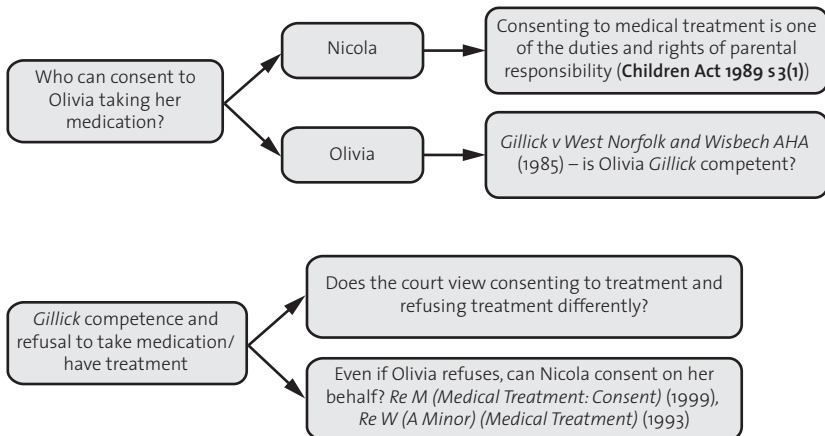 Who can consent to
Olivia taking her
medication?
Nicola
Consenting to medical treatment is one
of the duties and rights of parental
responsibility (Children Act 1989 s 3(1))
Olivia
Gillick v West Norfolk and Wisbech AHA
(1985) – is Olivia Gillick competent?
Gillick competence and
refusal to take medication/
have treatment
Does the court view consenting to treatment and
refusing treatment differently?
Even if Olivia refuses, can Nicola consent on her
behalf? Re M (Medical Treatment: Consent) (1999),
Re W (A Minor) (Medical Treatment) (1993)